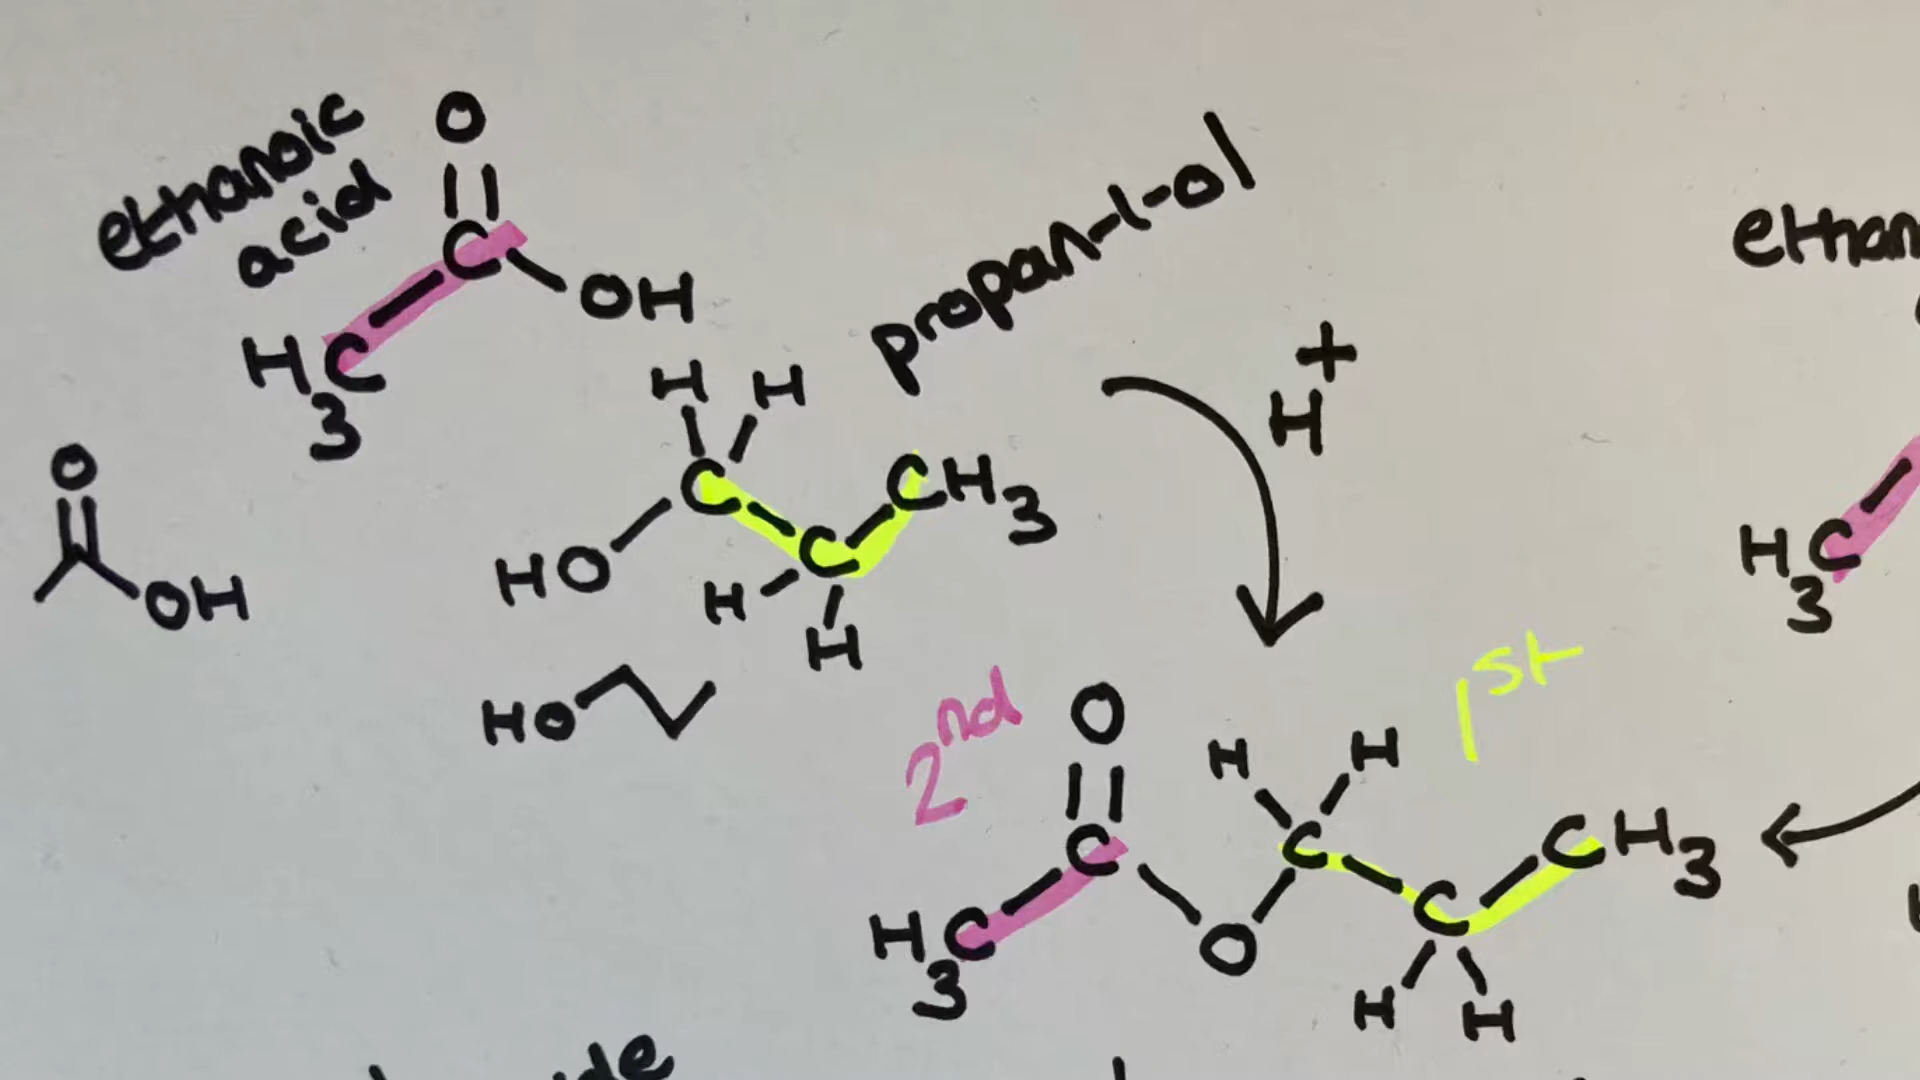 ethanoic
acid
O
C
OH
H3C
propan-1-ol
H H
C
CH3
HO
C
H
H
H+
O
OH
HO
2nd
1st
O
H H
C
C
CH3
H3C
O
C
H H
ethan
H3C